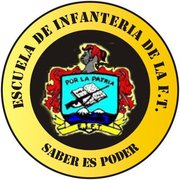 ESCUELA DE INFANTERIA DE LA F.T.
POR LA PATRIA
SABER ES PODER